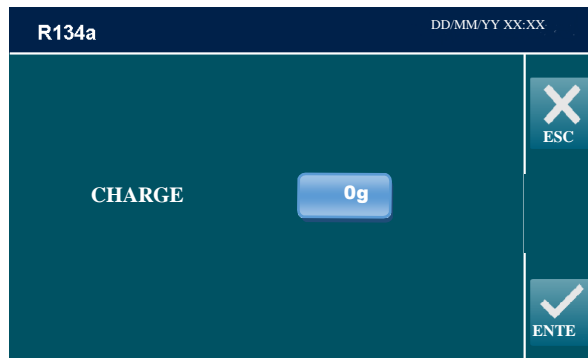 R134a
DD/MM/YY XX:XX
ESC
CHARGE
0g
ENTE